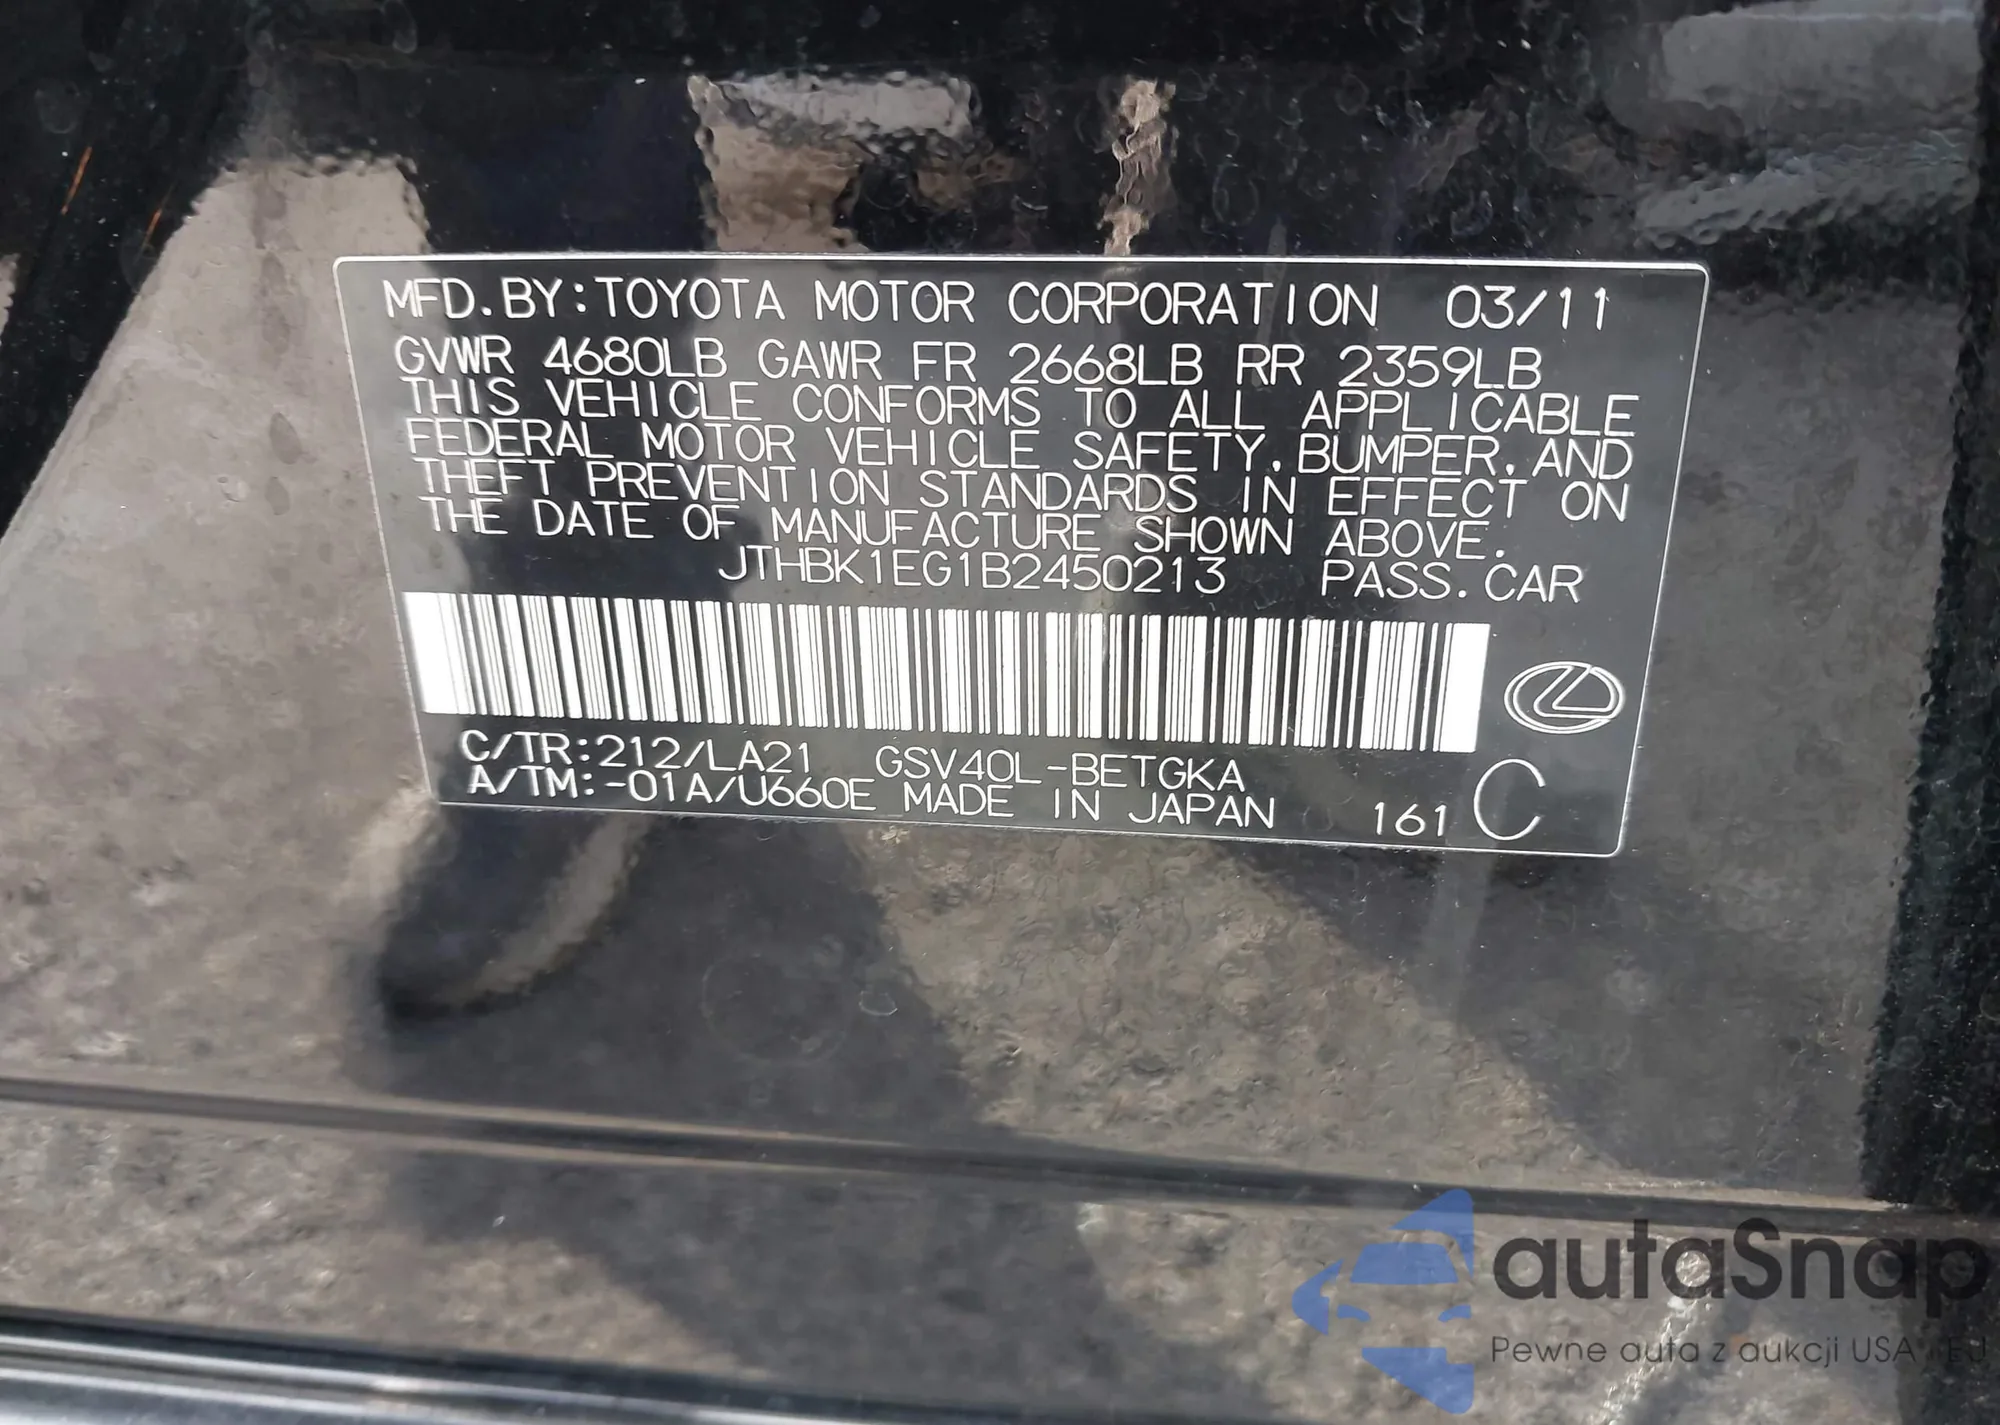 MFD.BY:TOYOTA MOTOR CORPORATION 03/11
GVWR 4680LB GAWR FR 2668LB RR 2359LB
THIS VEHICLE CONFORMS TO ALL APPLICABLE
FEDERAL MOTOR VEHICLE SAFETY,BUMPER,AND
THEFT PREVENTION STANDARDS IN EFFECT ON
THE DATE OF MANUFACTURE SHOWN ABOVE.
JTHBK1EG1B2450213 PASS.CAR
C/TR:212/LA21 GSV40L-BETGKA
A/TM:-01A/U660E MADE IN JAPAN 161 C
autaSnap
Pewne auta z aukcji USA i EU